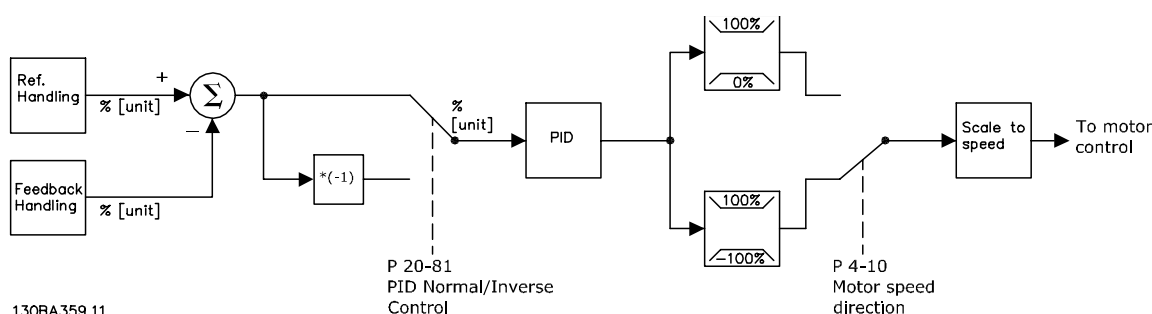 Ref.
Handling
% [unit]
+
Σ
−
Feedback
Handling
% [unit]
*(-1)
P 20-81
PID Normal/Inverse
Control
%
[unit]
PID
100%
0%
100%
-100%
P 4-10
Motor speed
direction
Scale to
speed
To motor
control
130BA359.11